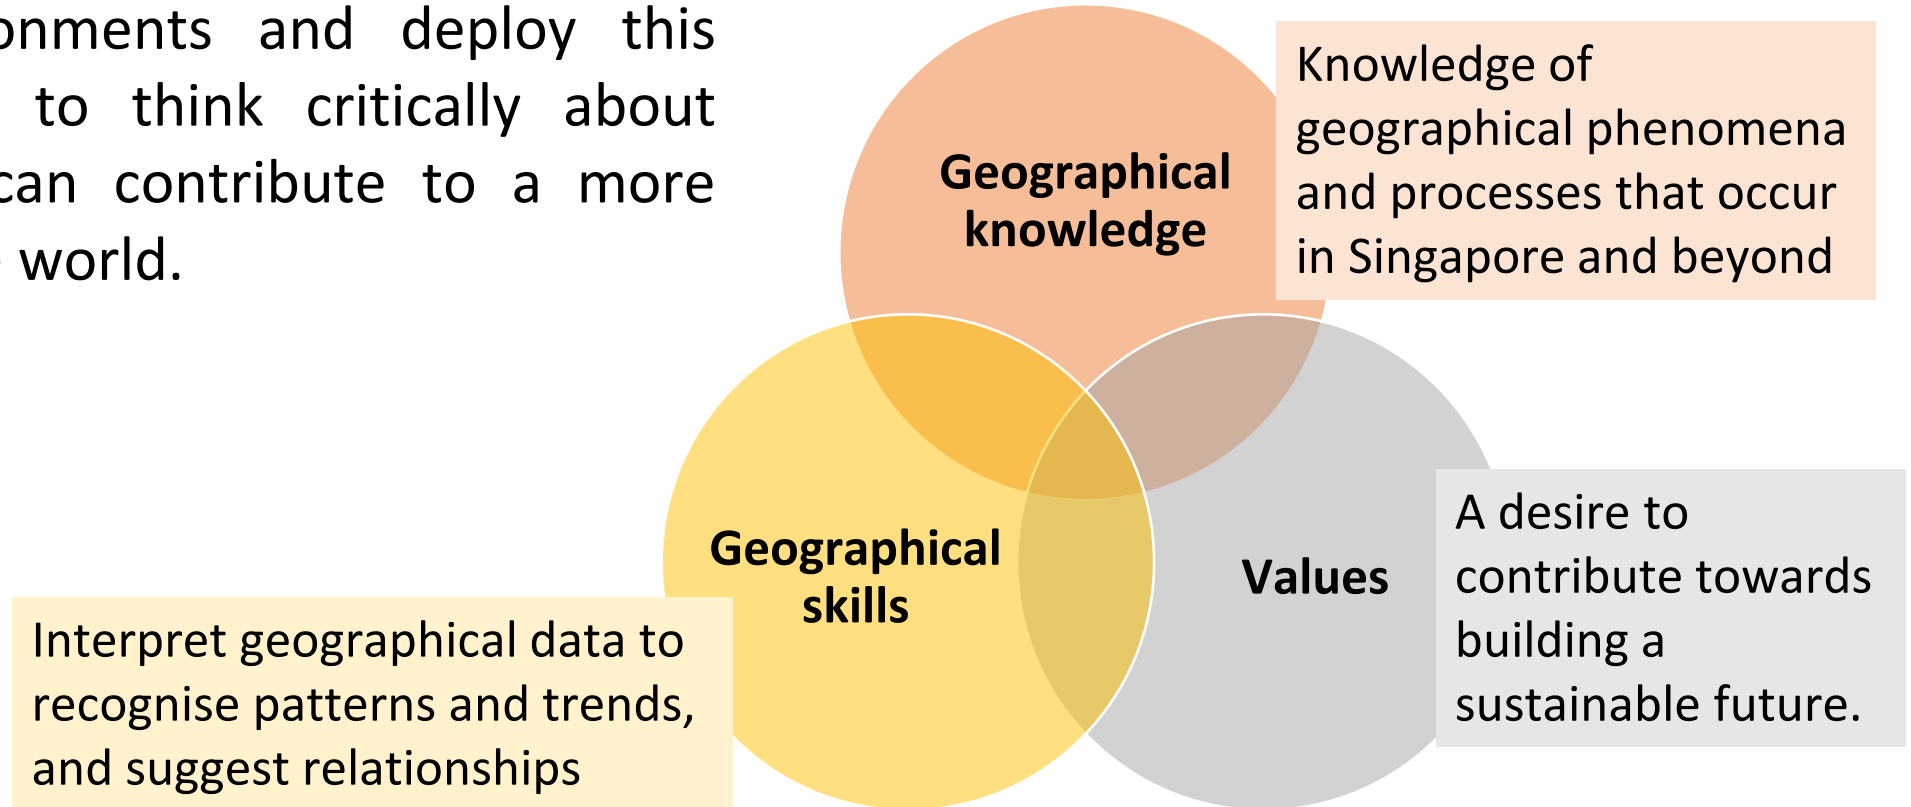 and deploy this
to think critically about
can contribute to a more
world.
Geographical
knowledge
Knowledge of
geographical phenomena
and processes that occur
in Singapore and beyond
Geographical
skills
Interpret geographical data to
recognise patterns and trends,
and suggest relationships
Values
A desire to
contribute towards
building a
sustainable future.